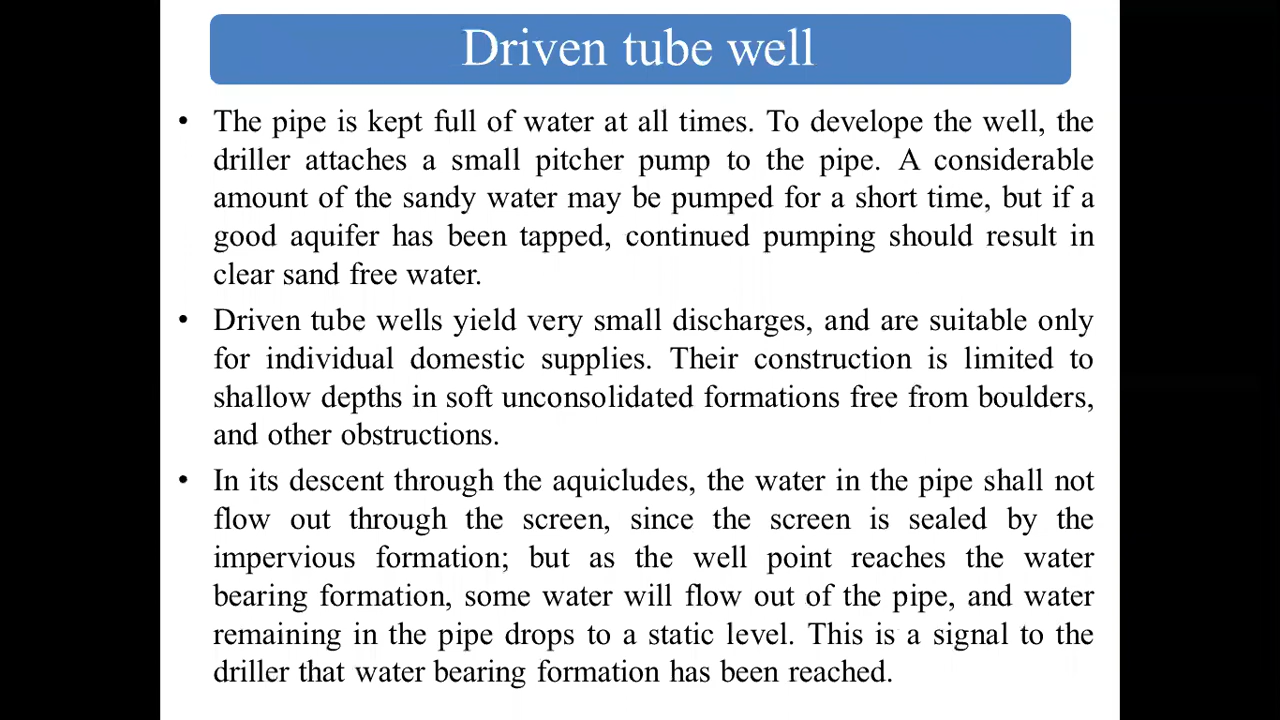 Driven tube well
• The pipe is kept full of water at all times. To develope the well, the
driller attaches a small pitcher pump to the pipe. A considerable
amount of the sandy water may be pumped for a short time, but if a
good aquifer has been tapped, continued pumping should result in
clear sand free water.
• Driven tube wells yield very small discharges, and are suitable only
for individual domestic supplies. Their construction is limited to
shallow depths in soft unconsolidated formations free from boulders,
and other obstructions.
• In its descent through the aquicludes, the water in the pipe shall not
flow out through the screen, since the screen is sealed by the
impervious formation; but as the well point reaches the water
bearing formation, some water will flow out of the pipe, and water
remaining in the pipe drops to a static level. This is a signal to the
driller that water bearing formation has been reached.